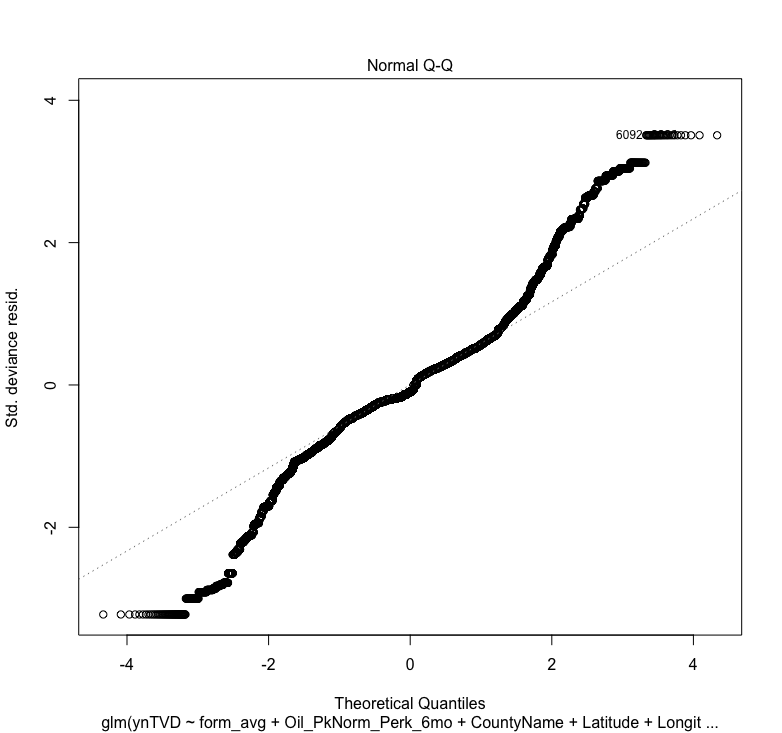 Normal Q-Q
4
2
0
-2
Std. deviance resid.
6092
-4
-2
0
2
4
Theoretical Quantiles
glm(ynTVD ~ form_avg + Oil_PkNorm_Perk_6mo + CountyName + Latitude + Longit ...